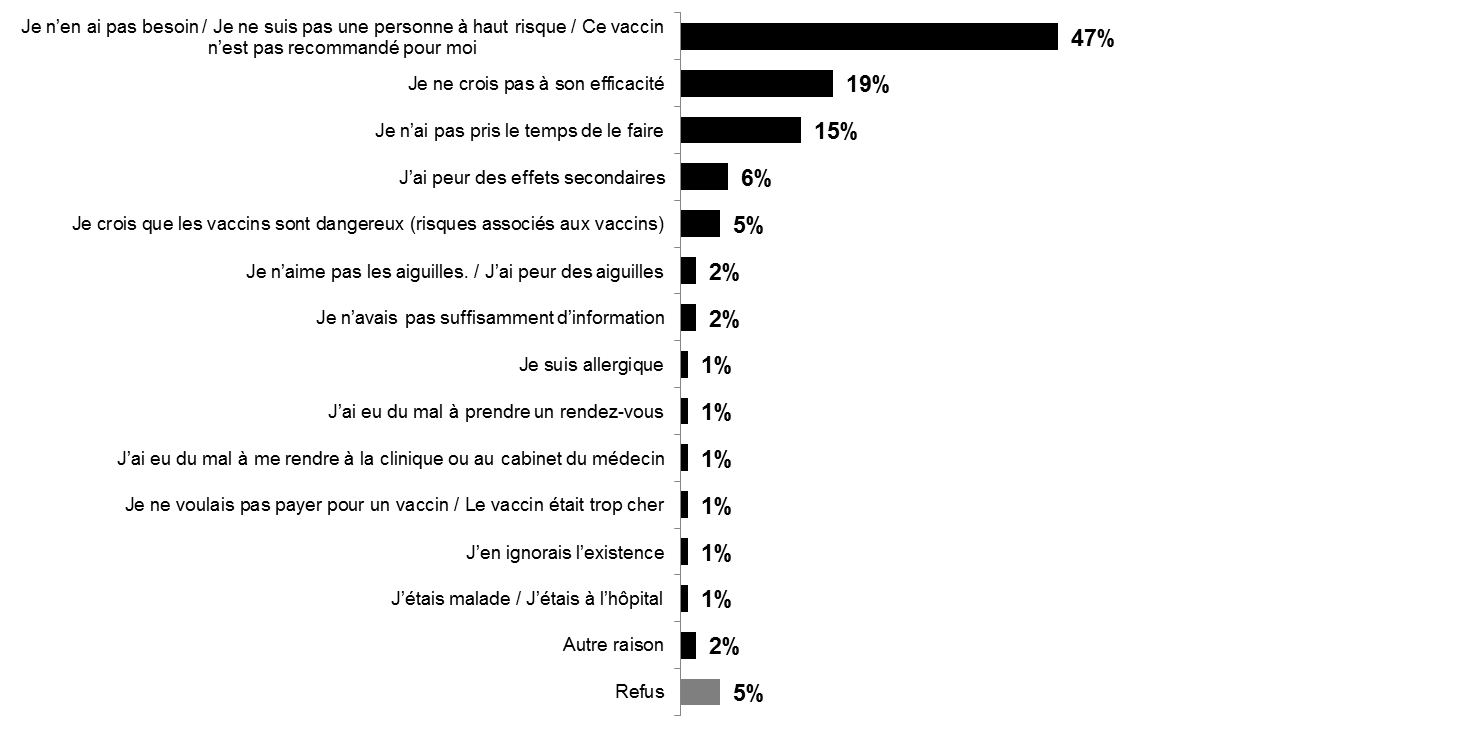 Je n’en ai pas besoin / Je ne suis pas une personne à haut risque / Ce vaccin
n’est pas recommandé pour moi
47%
Je ne crois pas à son efficacité
19%
Je n’ai pas pris le temps de le faire
15%
J’ai peur des effets secondaires
6%
Je crois que les vaccins sont dangereux (risques associés aux vaccins)
5%
Je n’aime pas les aiguilles. / J’ai peur des aiguilles
2%
Je n’avais pas suffisamment d’information
2%
Je suis allergique
1%
J’ai eu du mal à prendre un rendez-vous
1%
J’ai eu du mal à me rendre à la clinique ou au cabinet du médecin
1%
Je ne voulais pas payer pour un vaccin / Le vaccin était trop cher
1%
J’en ignorais l’existence
1%
J’étais malade / J’étais à l’hôpital
1%
Autre raison
2%
Refus
5%